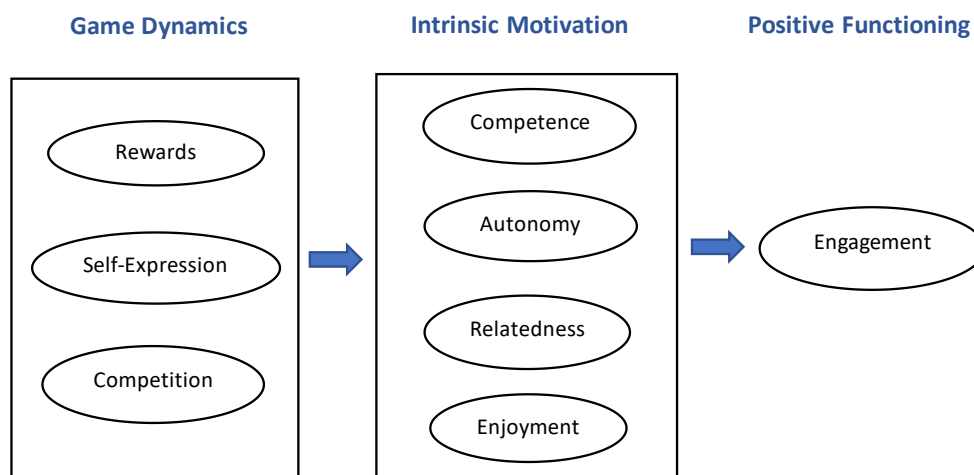 Game Dynamics
Intrinsic Motivation
Positive Functioning
Rewards
Self-Expression
Competition
Competence
Autonomy
Relatedness
Enjoyment
Engagement